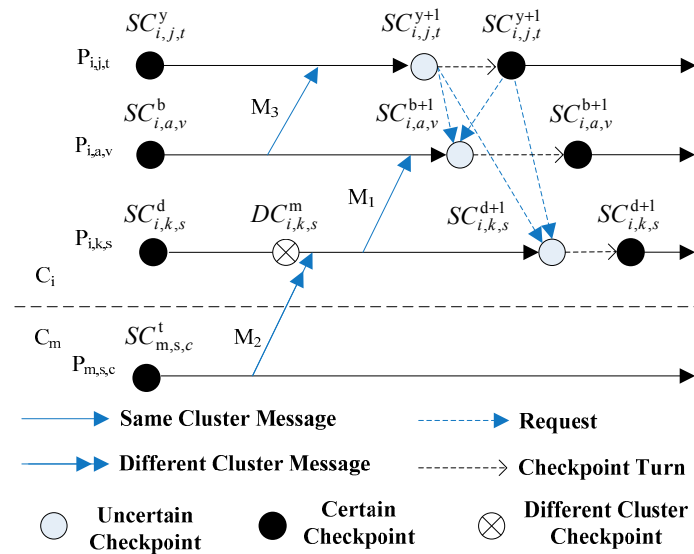 SC^y_{i,j,t} SC^{y+1}_{i,j,t} SC^{y+1}_{i,j,t}
P_{i,j,t}
SC^b_{i,a,v} M_3 SC^{b+1}_{i,a,v} SC^{b+1}_{i,a,v}
P_{i,a,v}
SC^d_{i,k,s} DC^m_{i,k,s} M_1 SC^{d+1}_{i,k,s} SC^{d+1}_{i,k,s}
P_{i,k,s}
C_i
C_m SC^t_{m,s,c} M_2
P_{m,s,c}
Same Cluster Message Request
Different Cluster Message Checkpoint Turn
Uncertain Checkpoint
Certain Checkpoint
Different Cluster Checkpoint